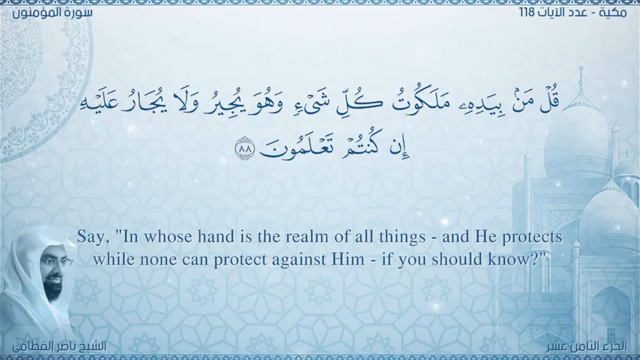 سورة المؤمنون
مكية - عدد الآيات 118
قُلْ مَنۢ بِيَدِهِۦ مَلَكُوتُ كُلِّ شَىْءٍ وَهُوَ يُجِيرُ وَلَا يُجَارُ عَلَيْهِ
إِن كُنتُمْ تَعْلَمُونَ ٨٨
Say, "In whose hand is the realm of all things - and He protects
while none can protect against Him - if you should know?"
الشيخ ناصر القطامي
الجزء الثامن عشر